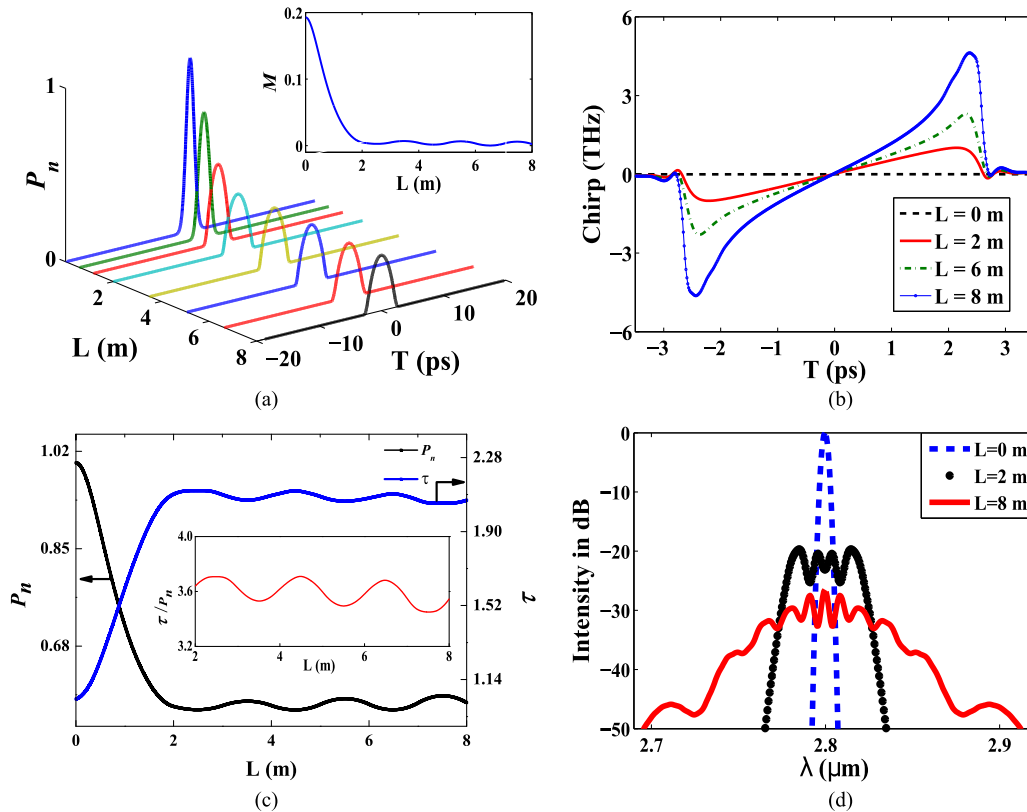 0.2
0.1
0
M
0 2 4 6 8
L (m)
1
0
Pn
2
4
6
8
L (m)
−20
−10
0
10
20
T (ps)
(a)
6
3
0
−3
−6
Chirp (THz)
L = 0 m
L = 2 m
L = 6 m
L = 8 m
−3 −2 −1 0 1 2 3
T (ps)
(b)
1.02
0.85
0.68
Pn
Pn
τ
2.28
1.90
1.52
1.14
τ
4.0
3.6
3.2
τ/Pn
2 4 6 8
L (m)
0 2 4 6 8
L (m)
(c)
0
−10
−20
−30
−40
−50
Intensity in dB
L=0 m
L=2 m
L=8 m
2.7 2.8 2.9
λ (μm)
(d)